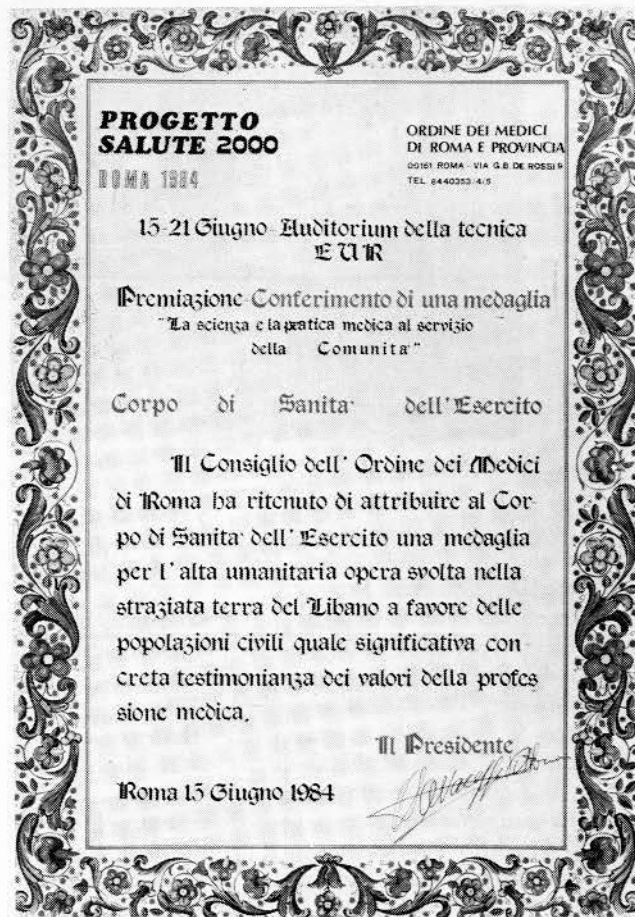 PROGETTO
SALUTE 2000
ROMA 1984
ORDINE DEI MEDICI
DI ROMA E PROVINCIA
00161 ROMA - VIA G.B. DE ROSSI 9
TEL. 8440353/4/5
15-21 Giugno - Auditorium della tecnica
EUR
Premiazione - Conferimento di una medaglia
"La scienza e la pratica medica al servizio
della Comunita'"
Corpo di Sanita' dell'Esercito
Il Consiglio dell'Ordine dei Medici
di Roma ha ritenuto di attribuire al Cor-
po di Sanita' dell'Esercito una medaglia
per l'alta umanitaria opera svolta nella
straziata terra del Libano a favore delle
popolazioni civili quale significativa con-
creta testimonianza dei valori della profes
sione medica.
Il Presidente
Roma 15 Giugno 1984